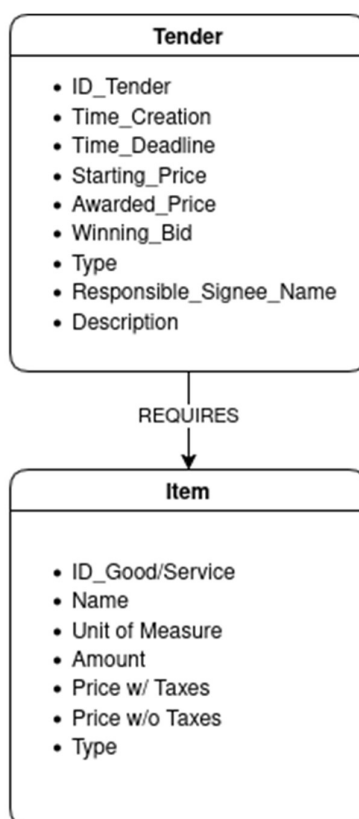 Tender
• ID_Tender
• Time_Creation
• Time_Deadline
• Starting_Price
• Awarded_Price
• Winning_Bid
• Type
• Responsible_Signee_Name
• Description
REQUIRES
Item
• ID_Good/Service
• Name
• Unit of Measure
• Amount
• Price w/ Taxes
• Price w/o Taxes
• Type